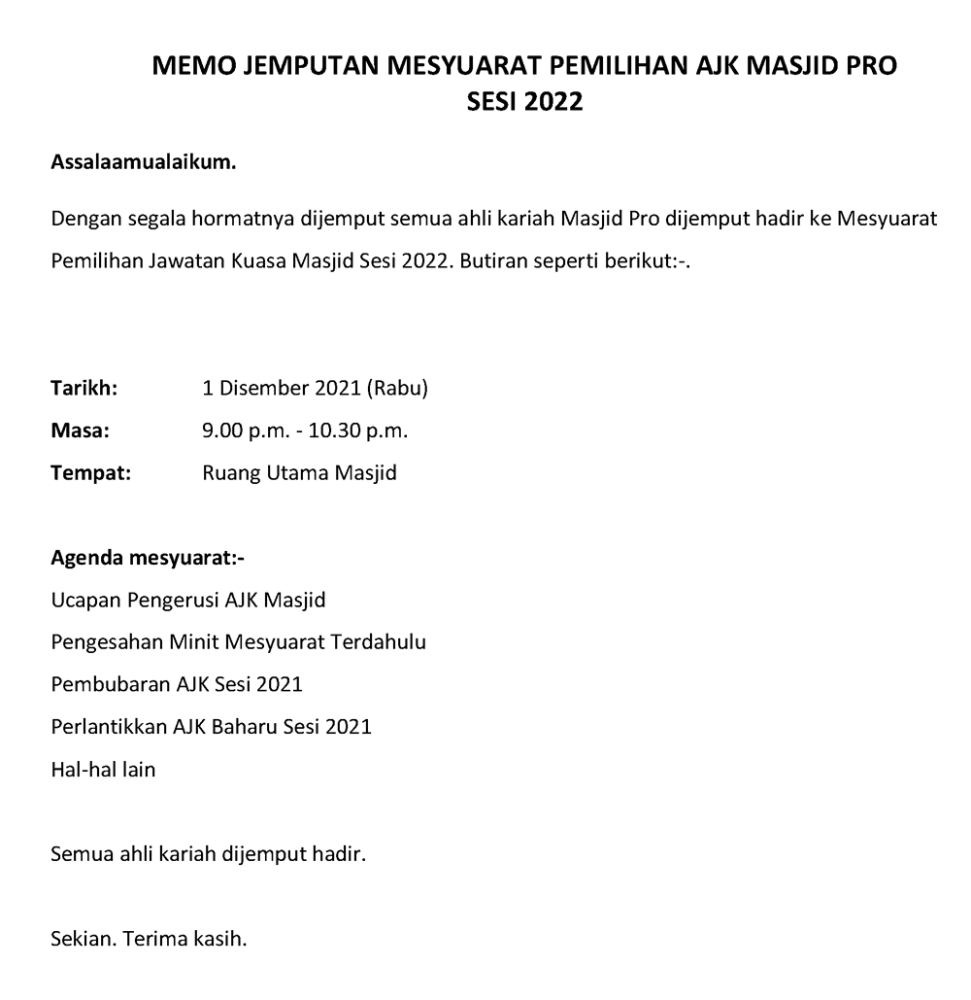 MEMO JEMPUTAN MESYUARAT PEMILIHAN AJK MASJID PRO
SESI 2022
Assalaamualaikum.
Dengan segala hormatnya dijemput semua ahli kariah Masjid Pro dijemput hadir ke Mesyuarat
Pemilihan Jawatan Kuasa Masjid Sesi 2022. Butiran seperti berikut:-.
Tarikh: 1 Disember 2021 (Rabu)
Masa: 9.00 p.m. - 10.30 p.m.
Tempat: Ruang Utama Masjid
Agenda mesyuarat:-
Ucapan Pengerusi AJK Masjid
Pengesahan Minit Mesyuarat Terdahulu
Pembubaran AJK Sesi 2021
Perlantikkan AJK Baharu Sesi 2021
Hal-hal lain
Semua ahli kariah dijemput hadir.
Sekian. Terima kasih.